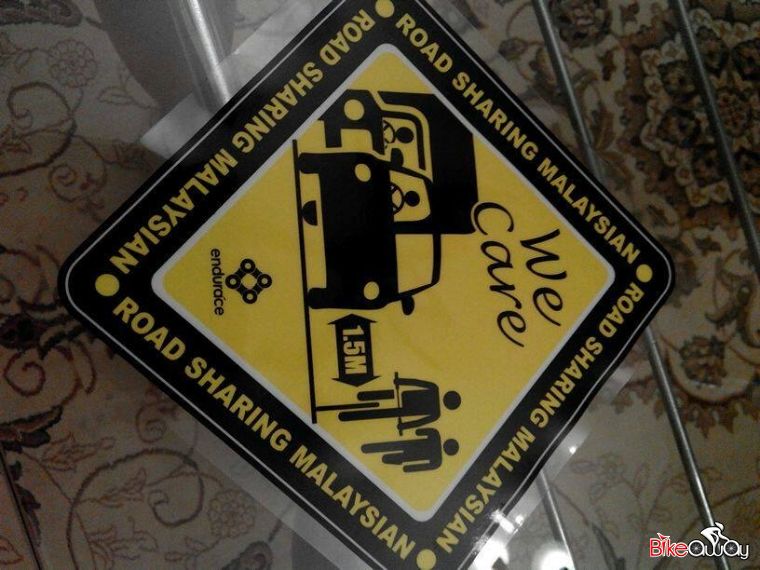 ROAD SHARING MALAYSIAN
ROAD SHARING MALAYSIAN
ROAD SHARING MALAYSIAN
ROAD SHARING MALAYSIAN
We
Care
1.5M
endurace
BikeAway